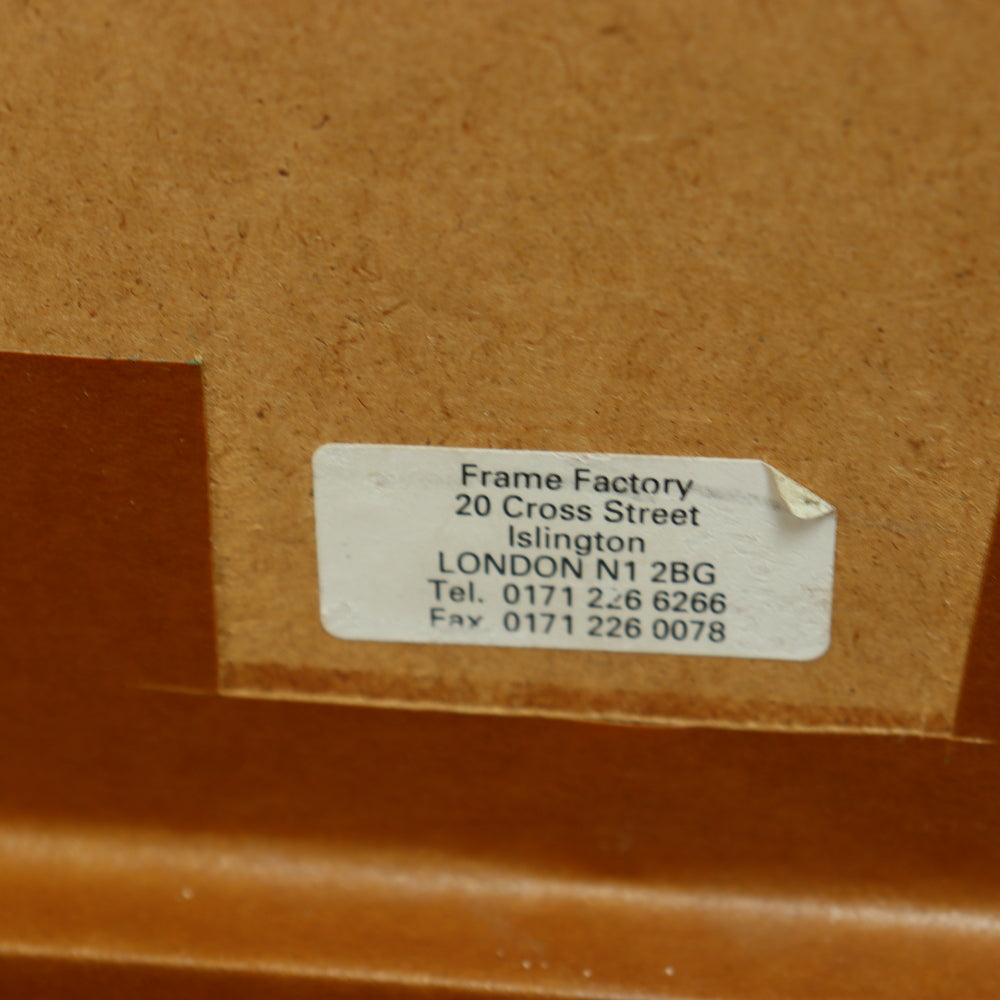 Frame Factory
20 Cross Street
Islington
LONDON N1 2BG
Tel. 0171 226 6266
Fax 0171 226 0078